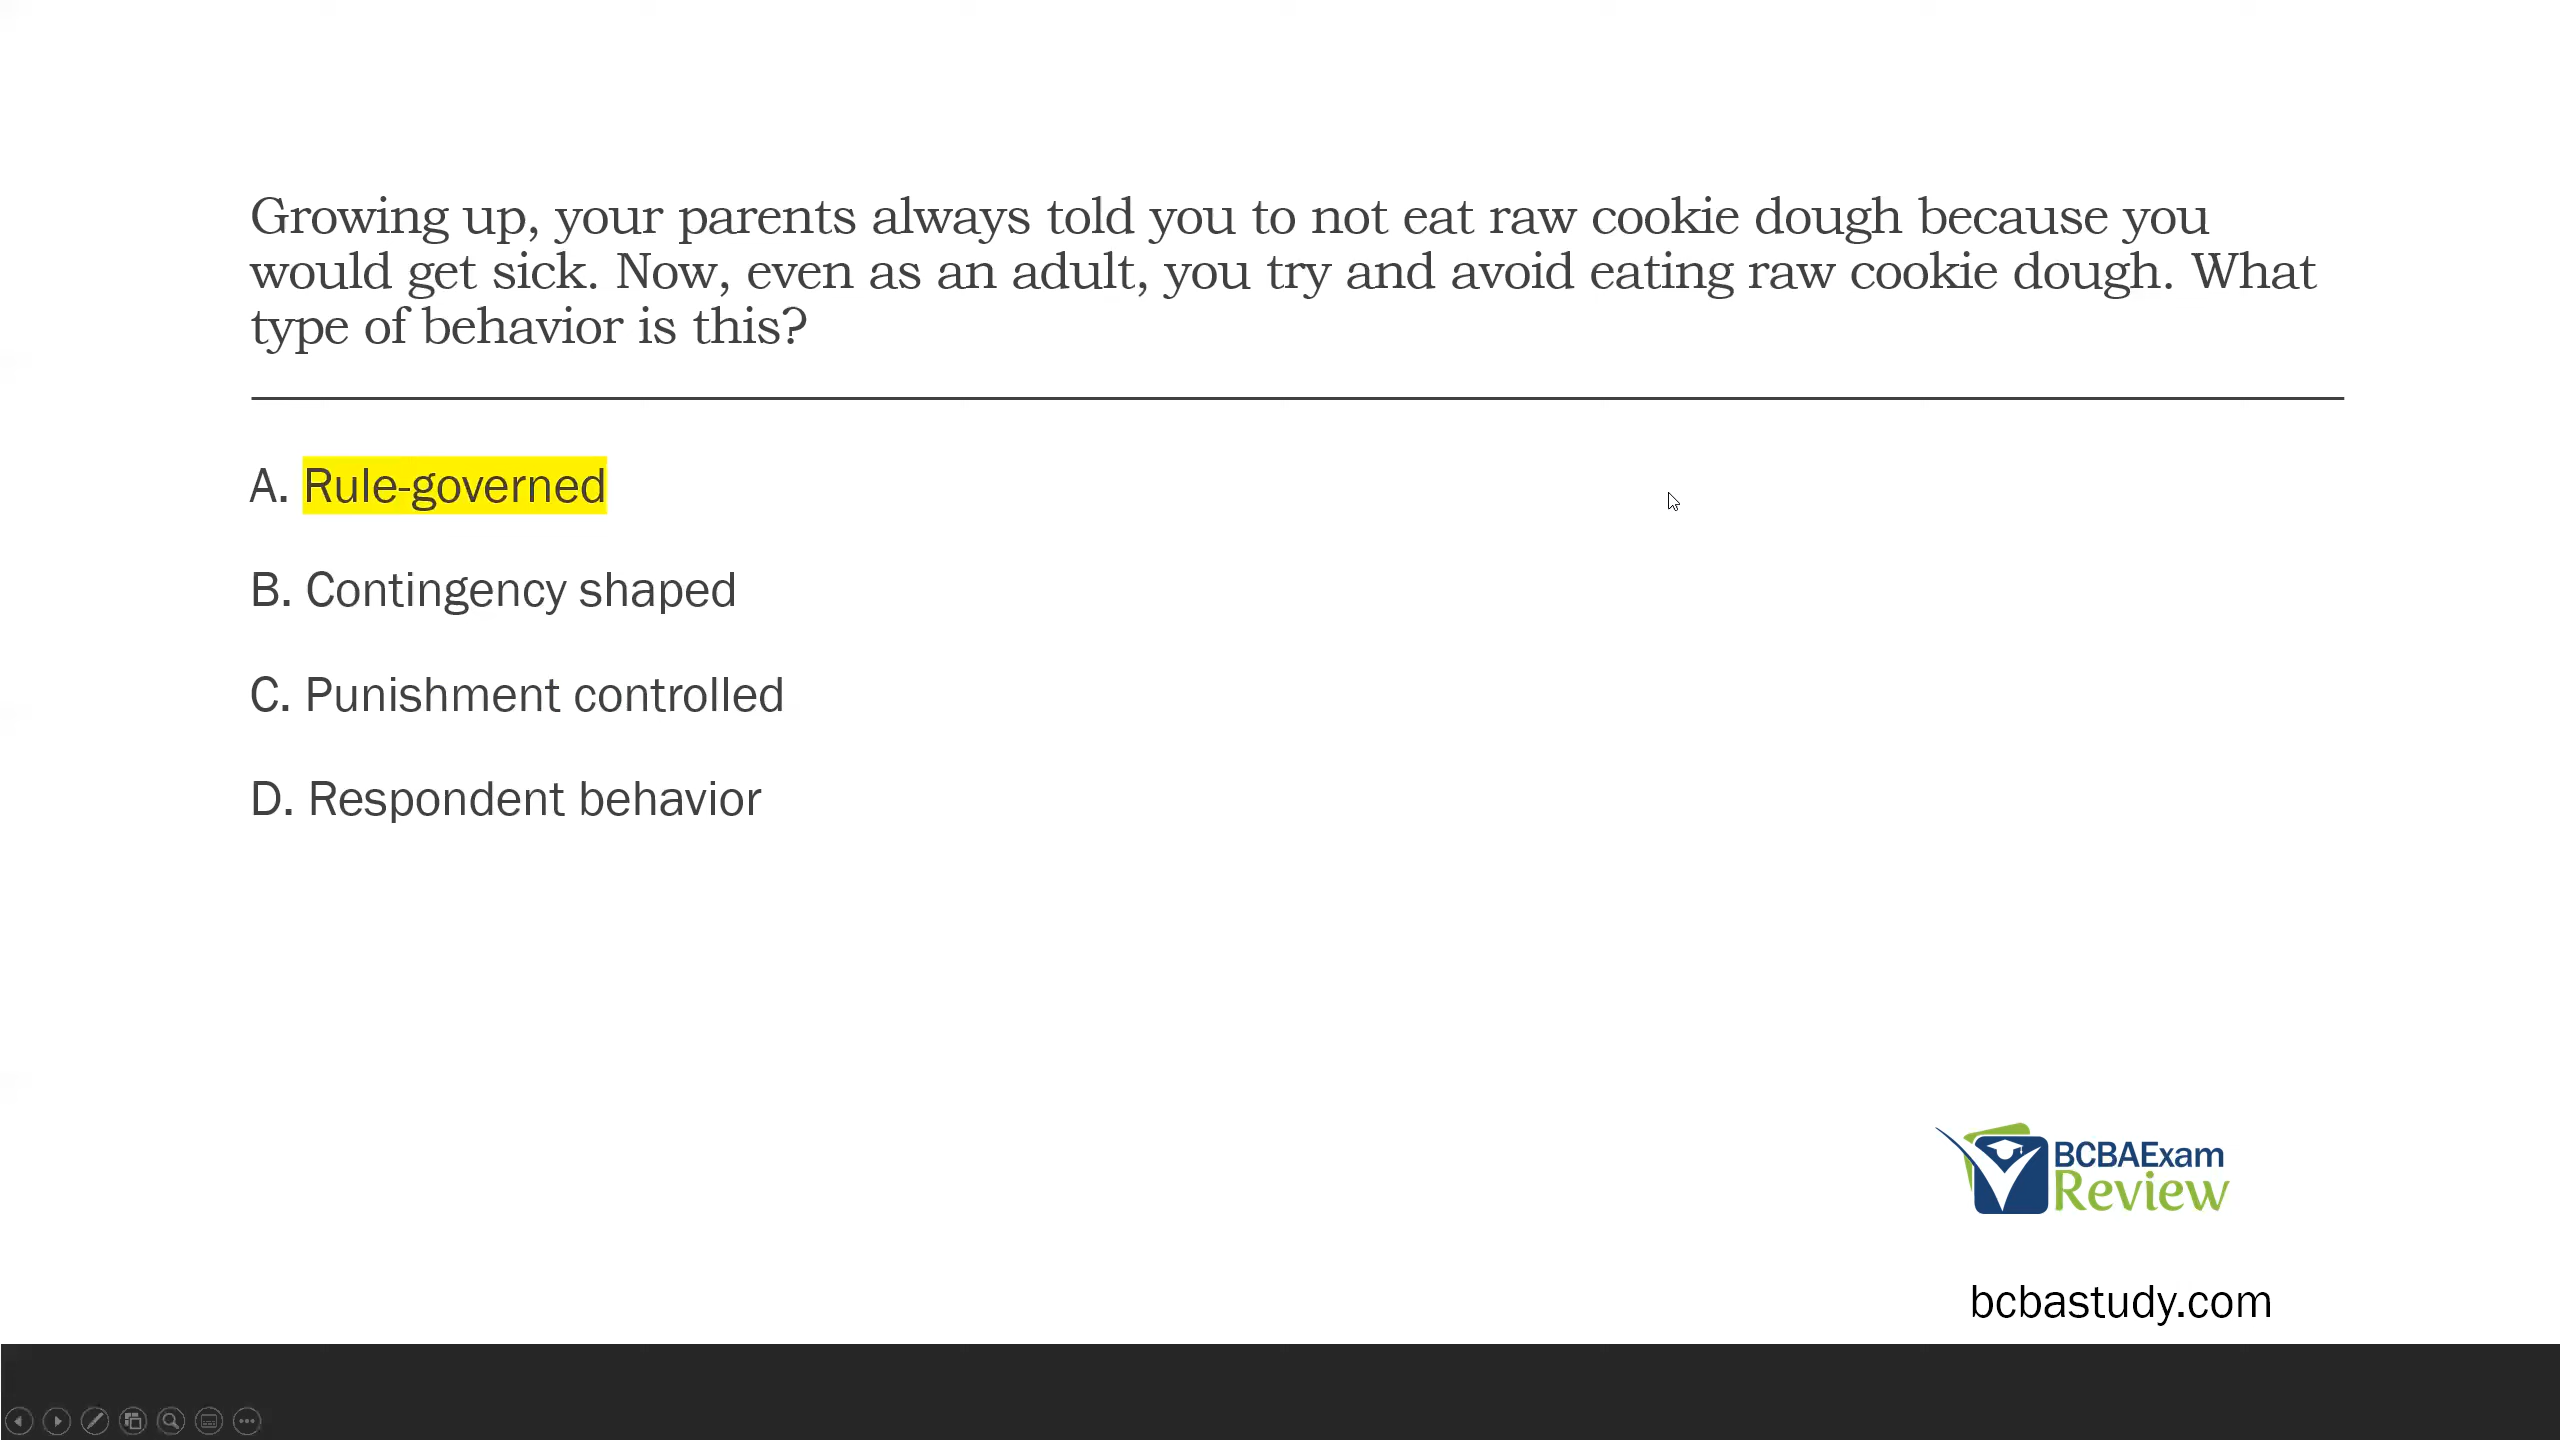 Growing up, your parents always told you to not eat raw cookie dough because you
would get sick. Now, even as an adult, you try and avoid eating raw cookie dough. What
type of behavior is this?
A. Rule-governed
B. Contingency shaped
C. Punishment controlled
D. Respondent behavior
BCBAExam
Review
bcbastudy.com